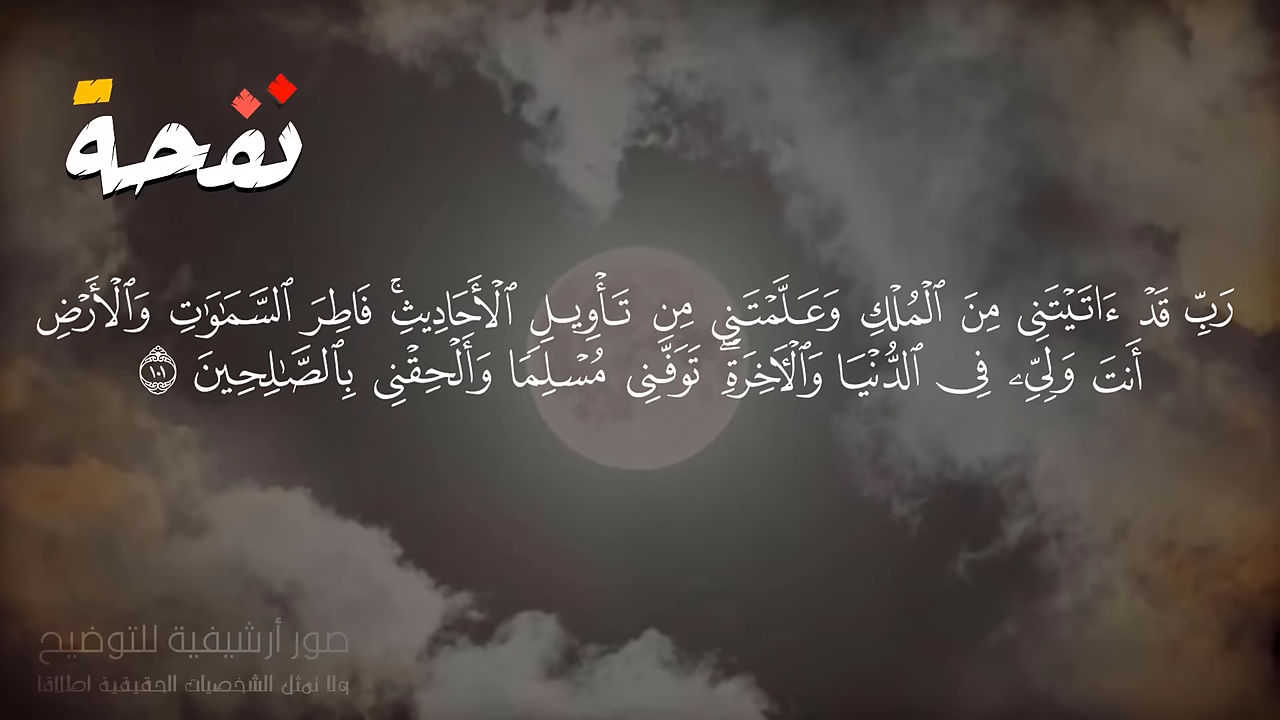 نفحة
رَبِّ قَدْ ءَاتَيْتَنِى مِنَ ٱلْمُلْكِ وَعَلَّمْتَنِى مِن تَأْوِيلِ ٱلْأَحَادِيثِ ۚ فَاطِرَ ٱلسَّمَـٰوَٰتِ وَٱلْأَرْضِ
أَنتَ وَلِىِّۦ فِى ٱلدُّنْيَا وَٱلْـَٔاخِرَةِ ۖ تَوَفَّنِى مُسْلِمًا وَأَلْحِقْنِى بِٱلصَّـٰلِحِينَ ١٠١
صور أرشيفية للتوضيح
ولا تمثل الشخصيات الحقيقية اطلاقا